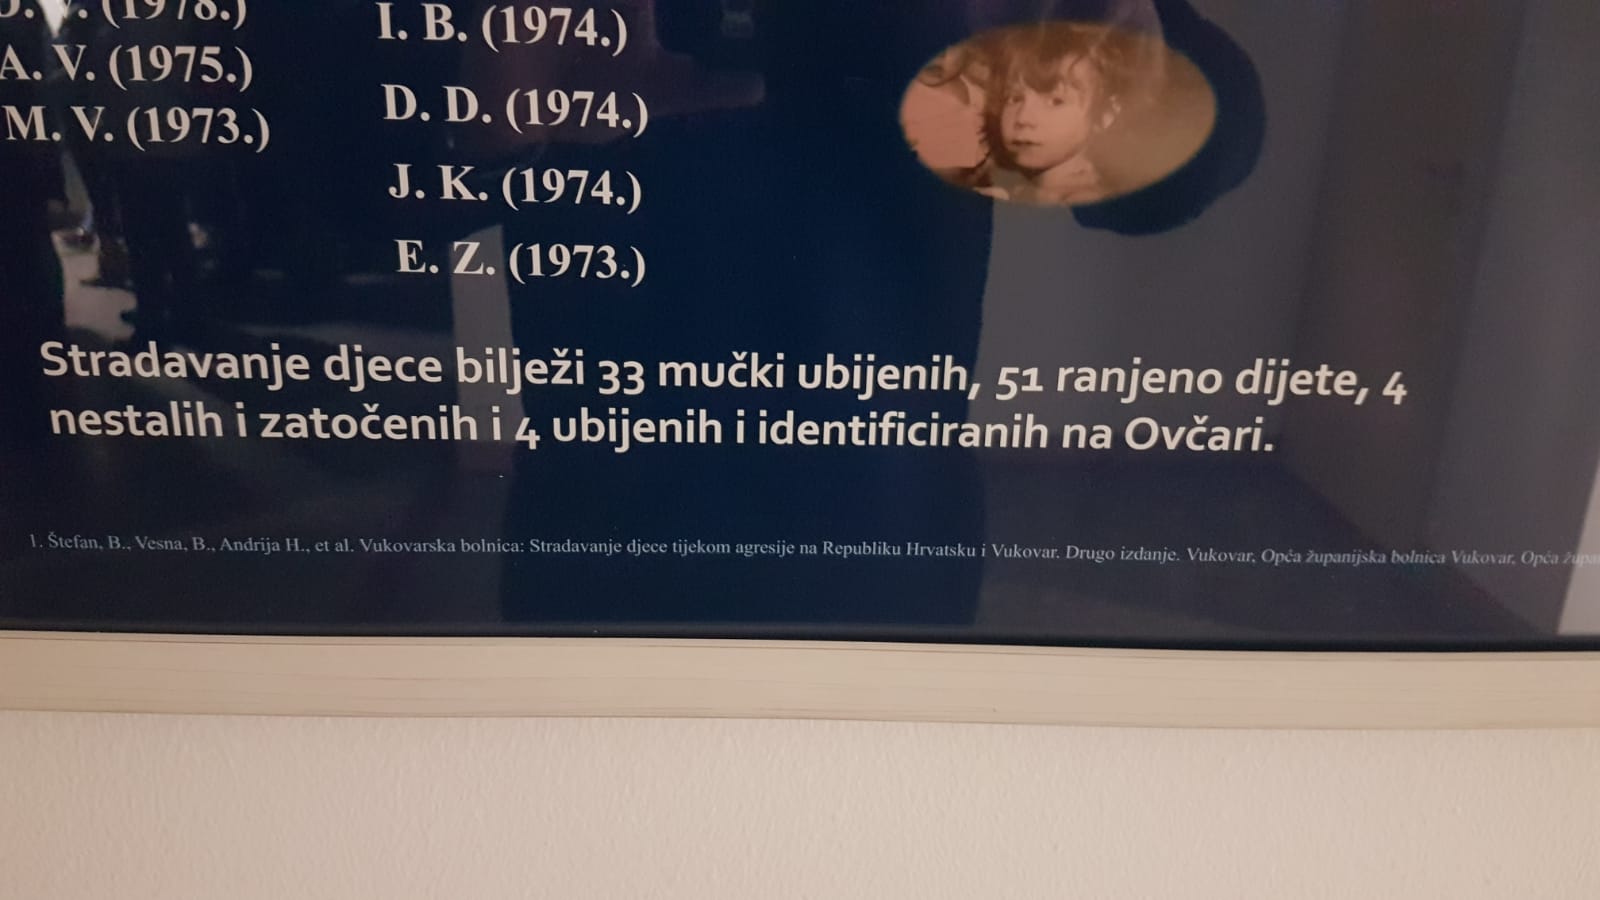 (1978.)
A. V. (1975.)
M. V. (1973.)
I. B. (1974.)
D. D. (1974.)
J. K. (1974.)
E. Z. (1973.)
Stradavanje djece bilježi 33 mučki ubijenih, 51 ranjeno dijete, 4
nestalih i zatočenih i 4 ubijenih i identificiranih na Ovčari.
1. Štefan, B., Vesna, B., Andrija H., et al. Vukovarska bolnica: Stradavanje djece tijekom agresije na Republiku Hrvatsku i Vukovar. Drugo izdanje. Vukovar, Opća županijska bolnica Vukovar, Opća